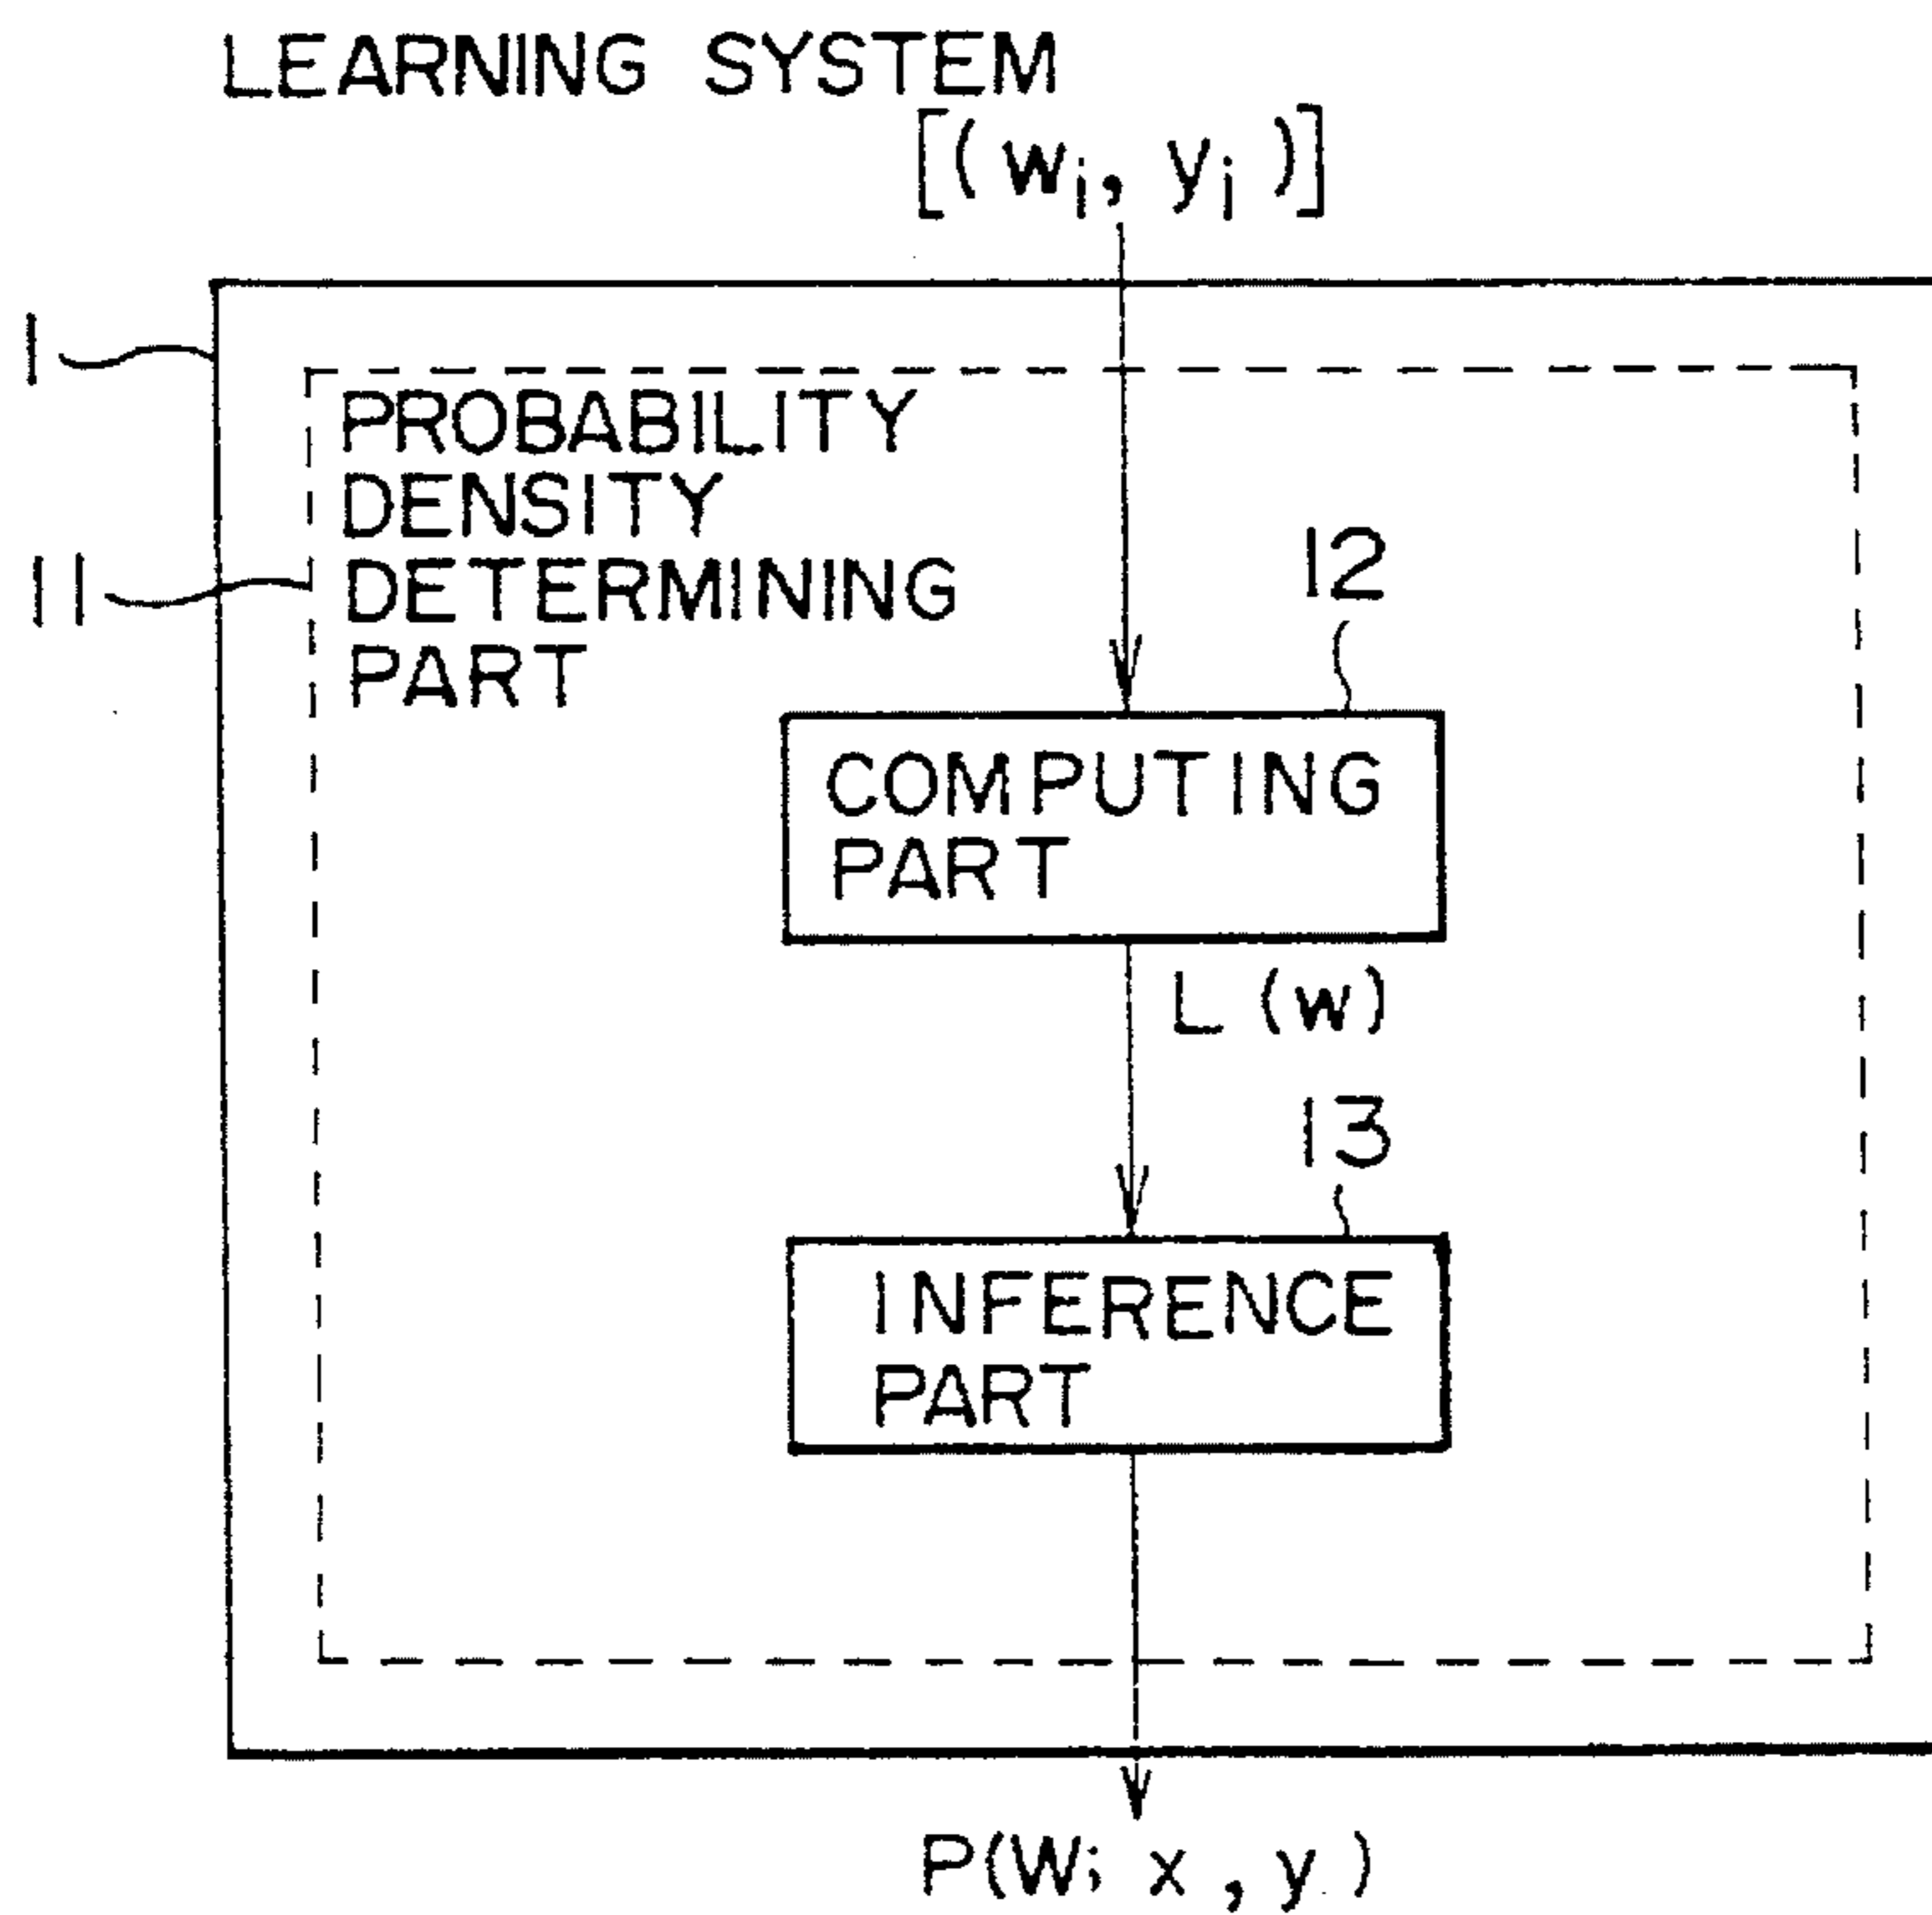 LEARNING SYSTEM
[(wi, yi)]
1
PROBABILITY
DENSITY
DETERMINING
PART
11
12
COMPUTING
PART
L (w)
13
INFERENCE
PART
P(W; x, y)